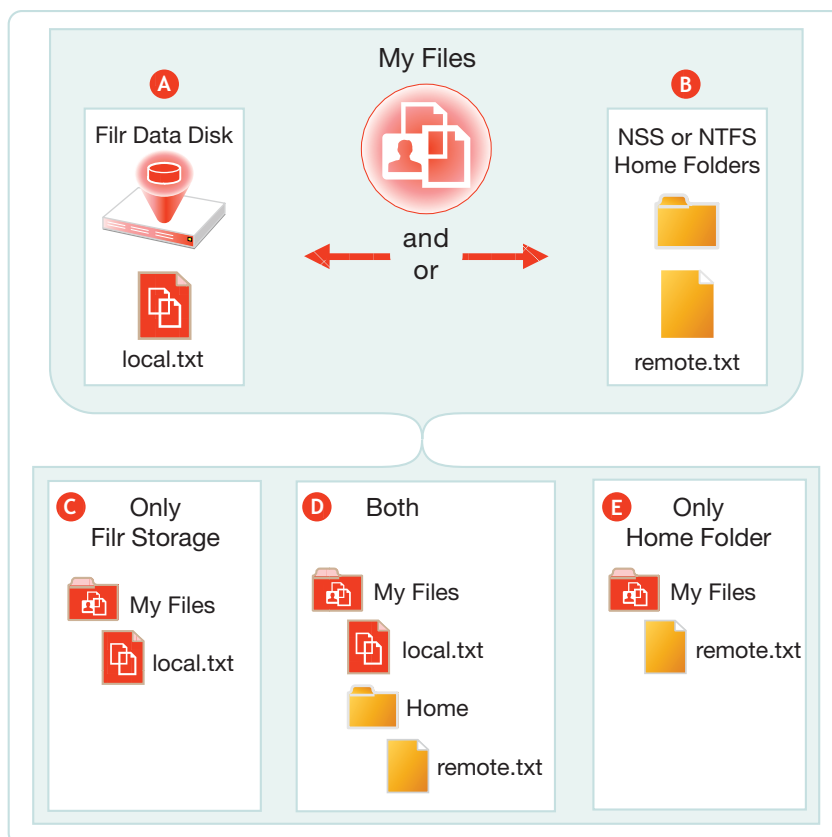 My Files
A
Filr Data Disk
local.txt
and
or
B
NSS or NTFS
Home Folders
remote.txt
C
Only
Filr Storage
My Files
local.txt
D
Both
My Files
local.txt
Home
remote.txt
E
Only
Home Folder
My Files
remote.txt